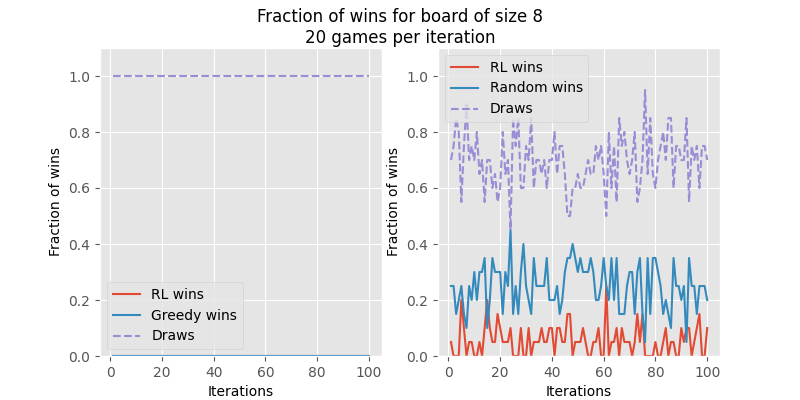 Fraction of wins for board of size 8
20 games per iteration
Fraction of wins
1.0
0.8
0.6
0.4
0.2
0.0
RL wins
Greedy wins
Draws
0 20 40 60 80 100
Iterations
Fraction of wins
1.0
0.8
0.6
0.4
0.2
0.0
RL wins
Random wins
Draws
0 20 40 60 80 100
Iterations